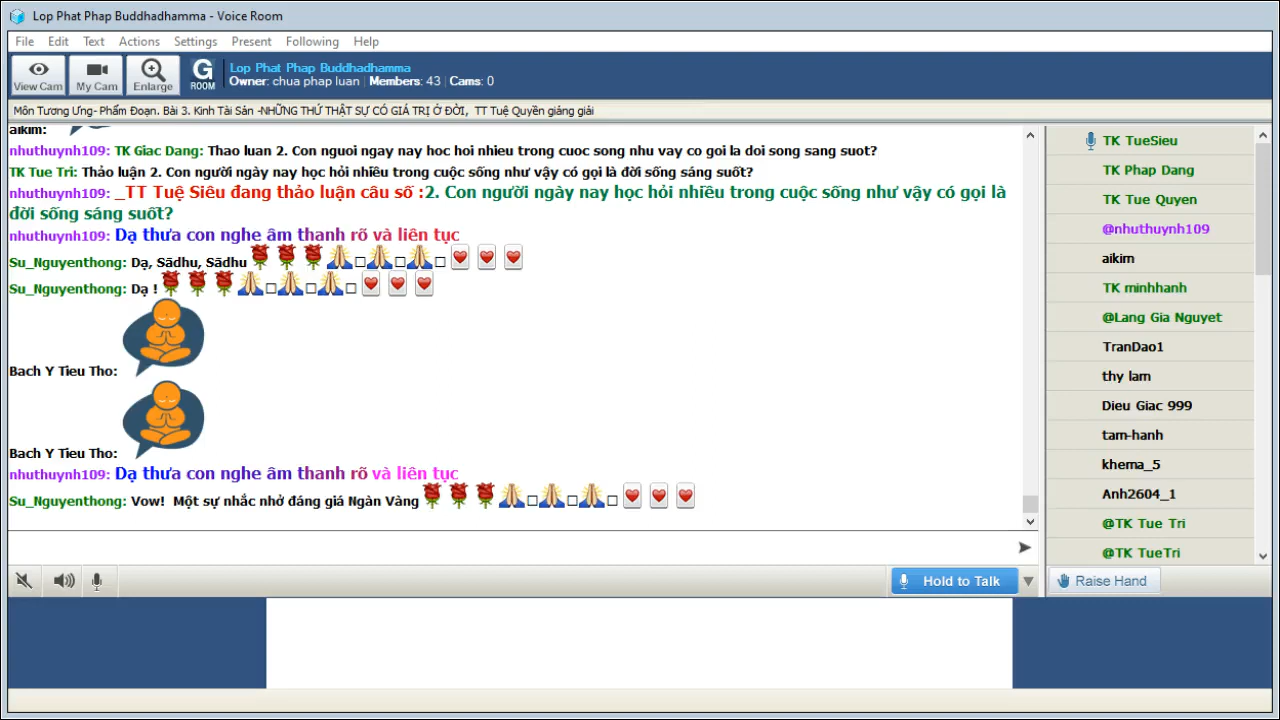 Lop Phat Phap Buddhadhamma - Voice Room
File Edit Text Actions Settings Present Following Help
View Cam My Cam Enlarge G ROOM
Lop Phat Phap Buddhadhamma
Owner: chua phap luan Members: 43 Cams: 0
Môn Tương Ưng- Phẩm Đoạn. Bài 3. Kinh Tài Sản -NHỮNG THỨ THẬT SỰ CÓ GIÁ TRỊ Ở ĐỜI, TT Tuệ Quyền giảng giải
aikim:
nhuthuynh109: TK Giac Dang: Thao luan 2. Con nguoi ngay nay hoc hoi nhieu trong cuoc song nhu vay co goi la doi song sang suot?
TK Tue Tri: Thảo luận 2. Con người ngày nay học hỏi nhiều trong cuộc sống như vậy có gọi là đời sống sáng suốt?
nhuthuynh109: _TT Tuệ Siêu đang thảo luận câu số :2. Con người ngày nay học hỏi nhiều trong cuộc sống như vậy có gọi là
đời sống sáng suốt?
nhuthuynh109: Dạ thưa con nghe âm thanh rõ và liên tục
Su_Nguyenthong: Dạ, Sādhu, Sādhu
Su_Nguyenthong: Dạ !
Bach Y Tieu Tho:
Bach Y Tieu Tho:
nhuthuynh109: Dạ thưa con nghe âm thanh rõ và liên tục
Su_Nguyenthong: Vow! Một sự nhắc nhở đáng giá Ngàn Vàng
TK TueSieu
TK Phap Dang
TK Tue Quyen
@nhuthuynh109
aikim
TK minhhanh
@Lang Gia Nguyet
TranDao1
thy lam
Dieu Giac 999
tam-hanh
khema_5
Anh2604_1
@TK Tue Tri
@TK TueTri
Hold to Talk
Raise Hand